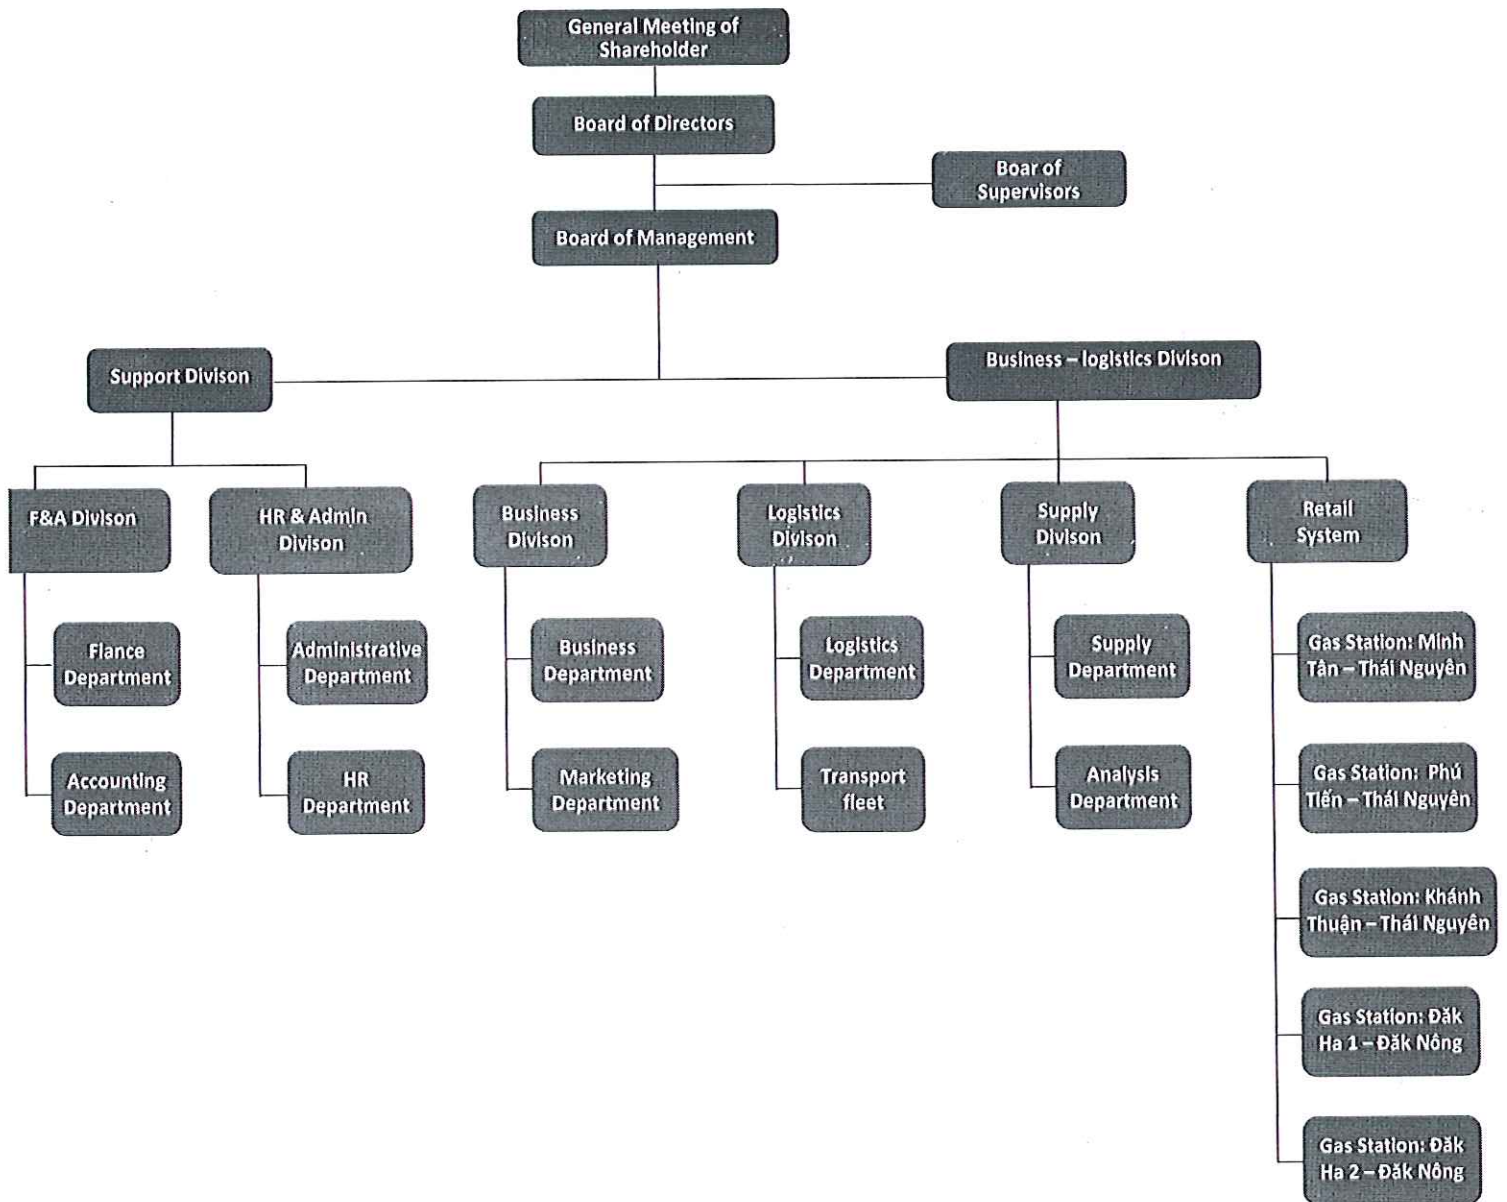 General Meeting of
Shareholder
Board of Directors
Boar of
Supervisors
Board of Management
Support Divison
Business – logistics Divison
F&A Divison
HR & Admin
Divison
Business
Divison
Logistics
Divison
Supply
Divison
Retail
System
Flance
Department
Administrative
Department
Business
Department
Logistics
Department
Supply
Department
Gas Station: Minh
Tân – Thái Nguyên
Accounting
Department
HR
Department
Marketing
Department
Transport
fleet
Analysis
Department
Gas Station: Phú
Tiến – Thái Nguyên
Gas Station: Khánh
Thuận – Thái Nguyên
Gas Station: Đăk
Ha 1 – Đăk Nông
Gas Station: Đăk
Ha 2 – Đăk Nông